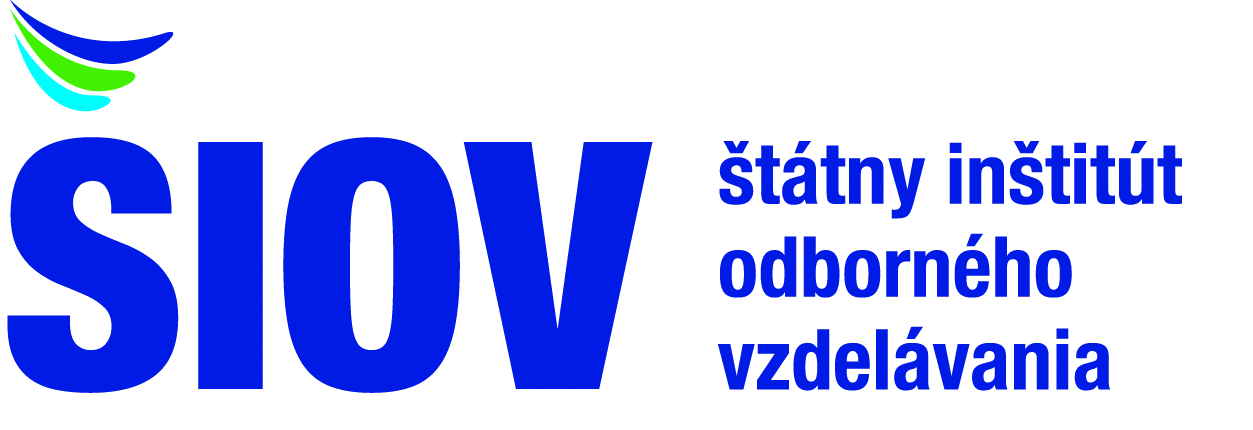 ŠIOV
štátny inštitút
odborného
vzdelávania